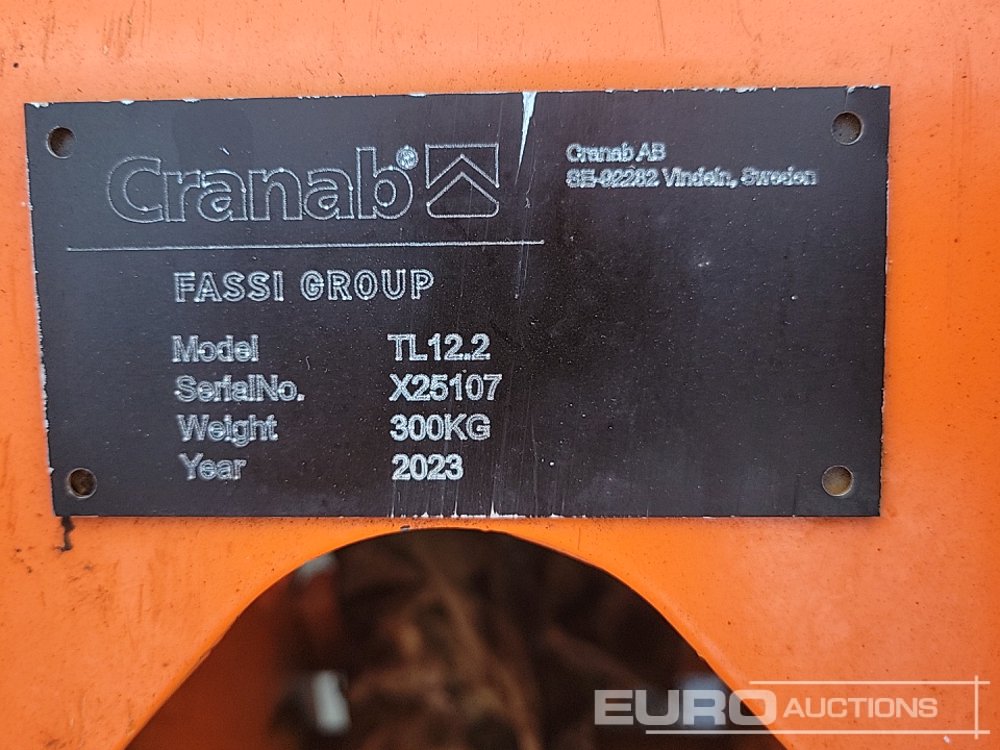 Cranab®
Cranab AB
SE-92282 Vindeln, Sweden
FASSI GROUP
Model TL12.2
SerialNo. X25107
Weight 300KG
Year 2023
EURO AUCTIONS